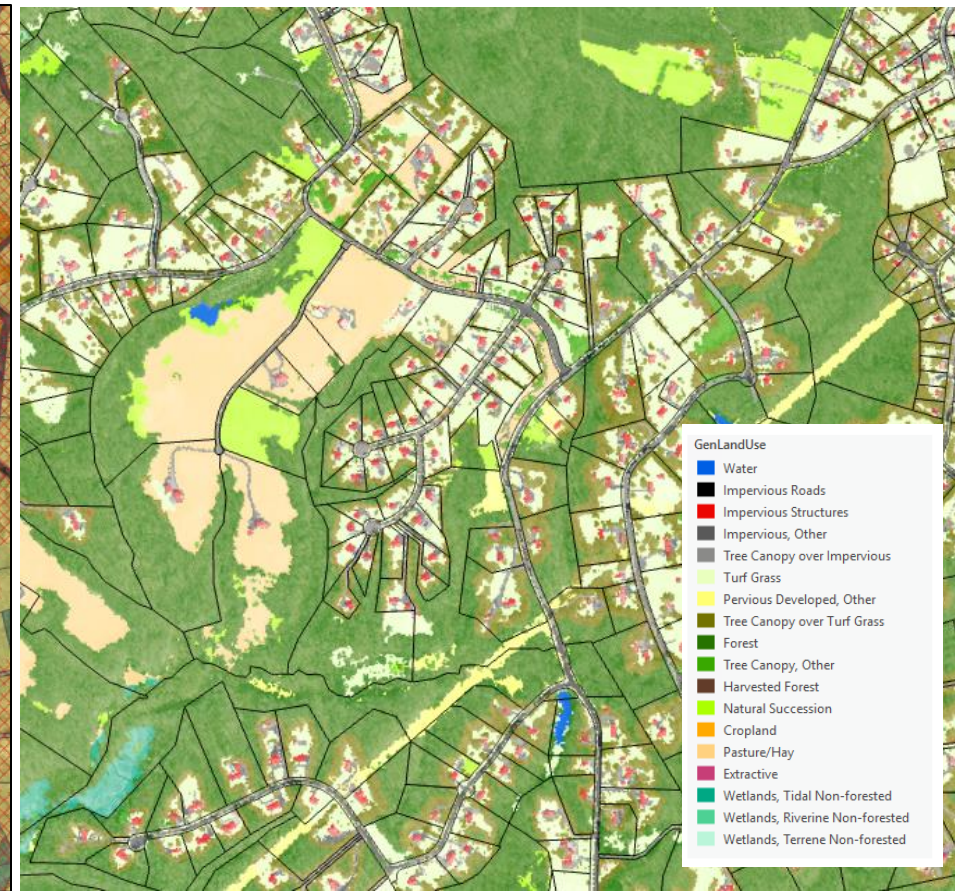 GenLandUse
Water
Impervious Roads
Impervious Structures
Impervious, Other
Tree Canopy over Impervious
Turf Grass
Pervious Developed, Other
Tree Canopy over Turf Grass
Forest
Tree Canopy, Other
Harvested Forest
Natural Succession
Cropland
Pasture/Hay
Extractive
Wetlands, Tidal Non-forested
Wetlands, Riverine Non-forested
Wetlands, Terrene Non-forested